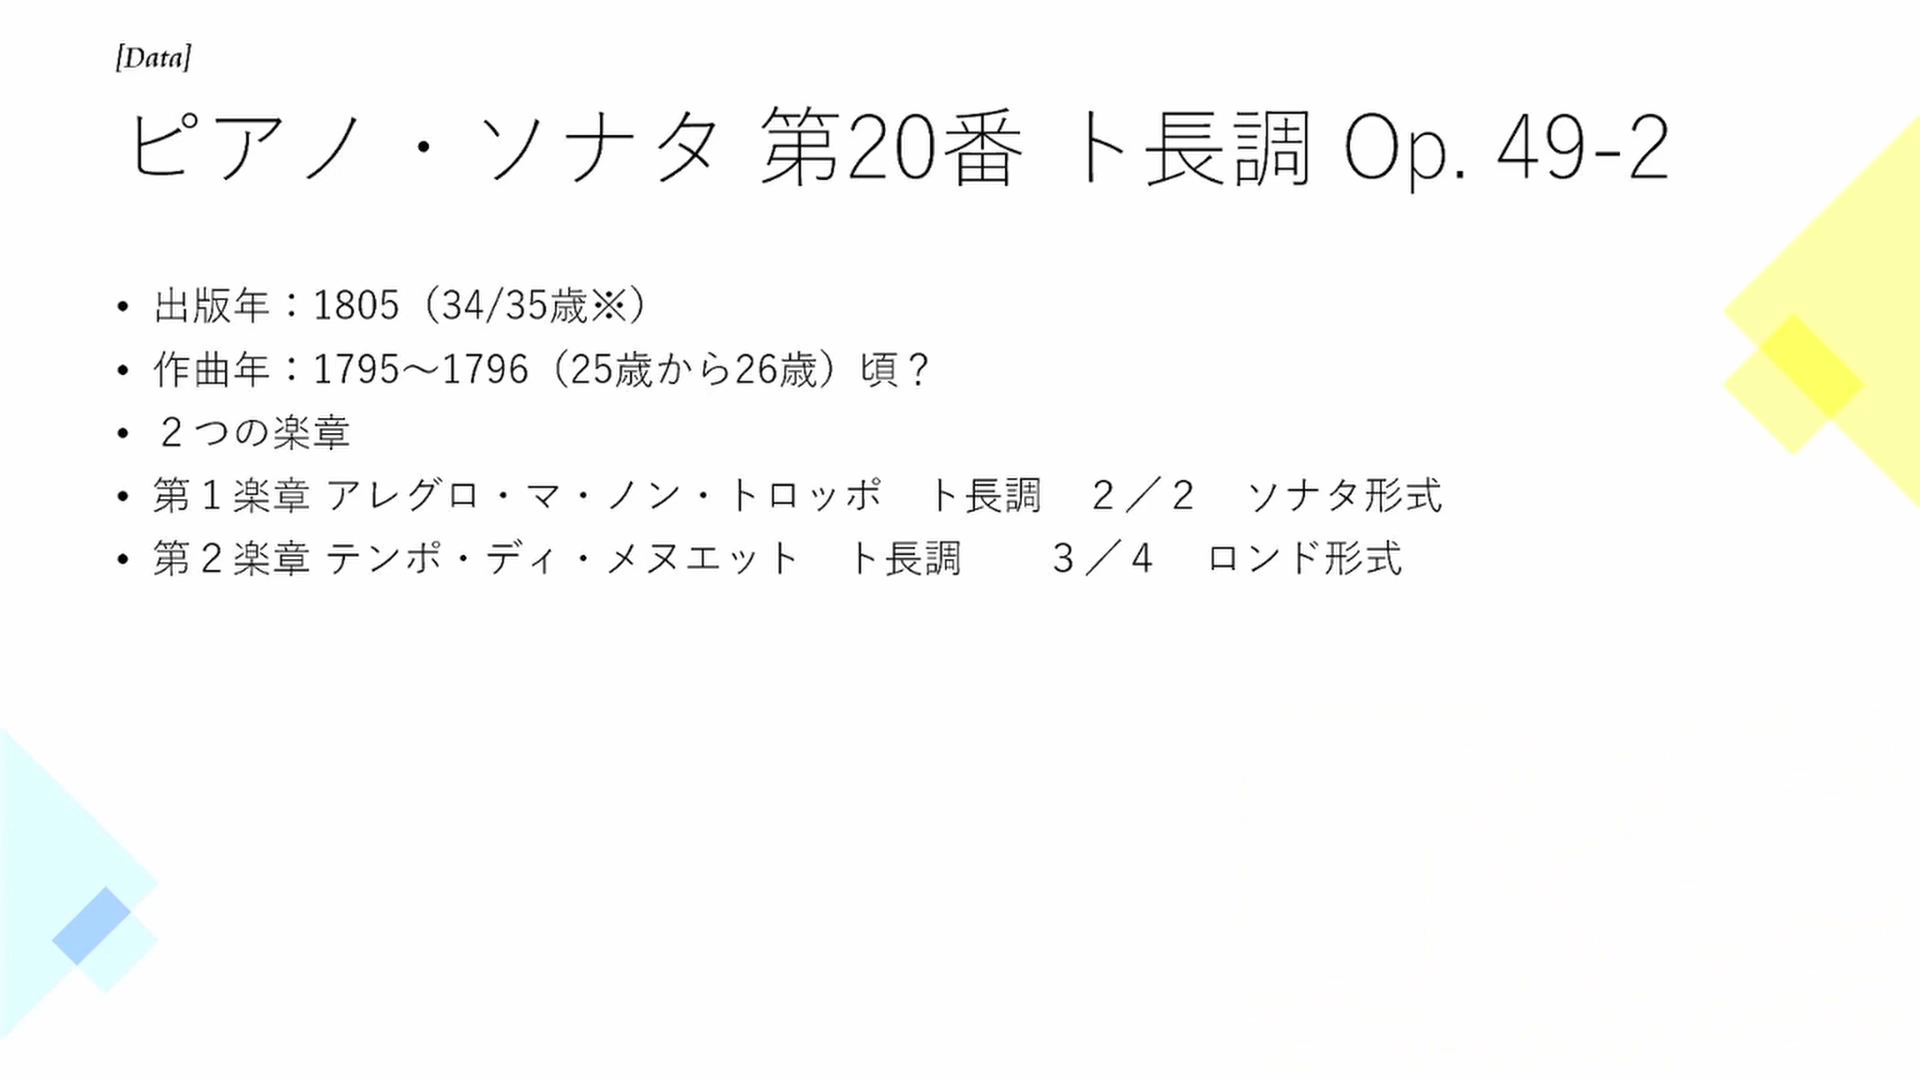 [Data]
ピアノ・ソナタ 第20番 ト長調 Op. 49-2
• 出版年：1805（34/35歳※）
• 作曲年：1795～1796（25歳から26歳）頃？
• ２つの楽章
• 第１楽章 アレグロ・マ・ノン・トロッポ　ト長調　２／２　ソナタ形式
• 第２楽章 テンポ・ディ・メヌエット　ト長調　　３／４　ロンド形式